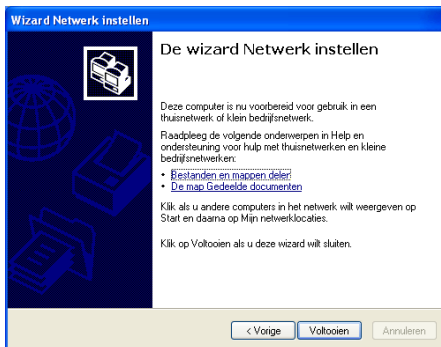 Wizard Netwerk instellen
De wizard Netwerk instellen
Deze computer is nu voorbereid voor gebruik in een
thuisnetwerk of klein bedrijfsnetwerk.
Raadpleeg de volgende onderwerpen in Help en
ondersteuning voor hulp met thuisnetwerken en kleine
bedrijfsnetwerken:
• Bestanden en mappen delen
• De map Gedeelde documenten
Klik als u andere computers in het netwerk wilt weergeven op
Start en daarna op Mijn netwerklocaties.
Klik op Voltooien als u deze wizard wilt sluiten.
< Vorige
Voltooien
Annuleren